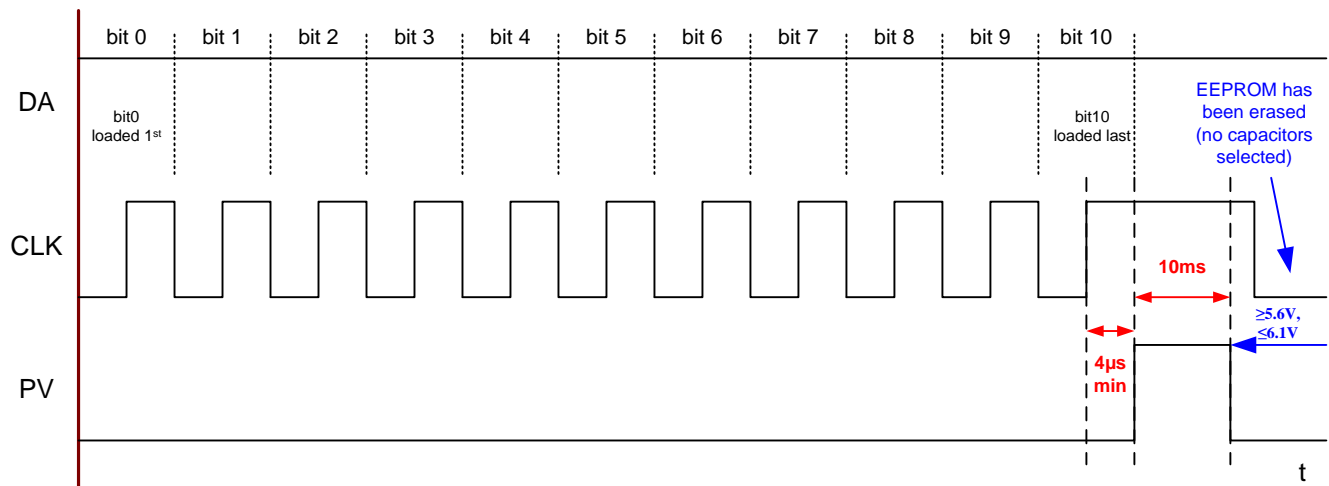 bit 0 bit 1 bit 2 bit 3 bit 4 bit 5 bit 6 bit 7 bit 8 bit 9 bit 10
DA
bit0
loaded 1st
bit10
loaded last
EEPROM has
been erased
(no capacitors
selected)
CLK
10ms
≥5.6V,
≤6.1V
4µs
min
PV
t